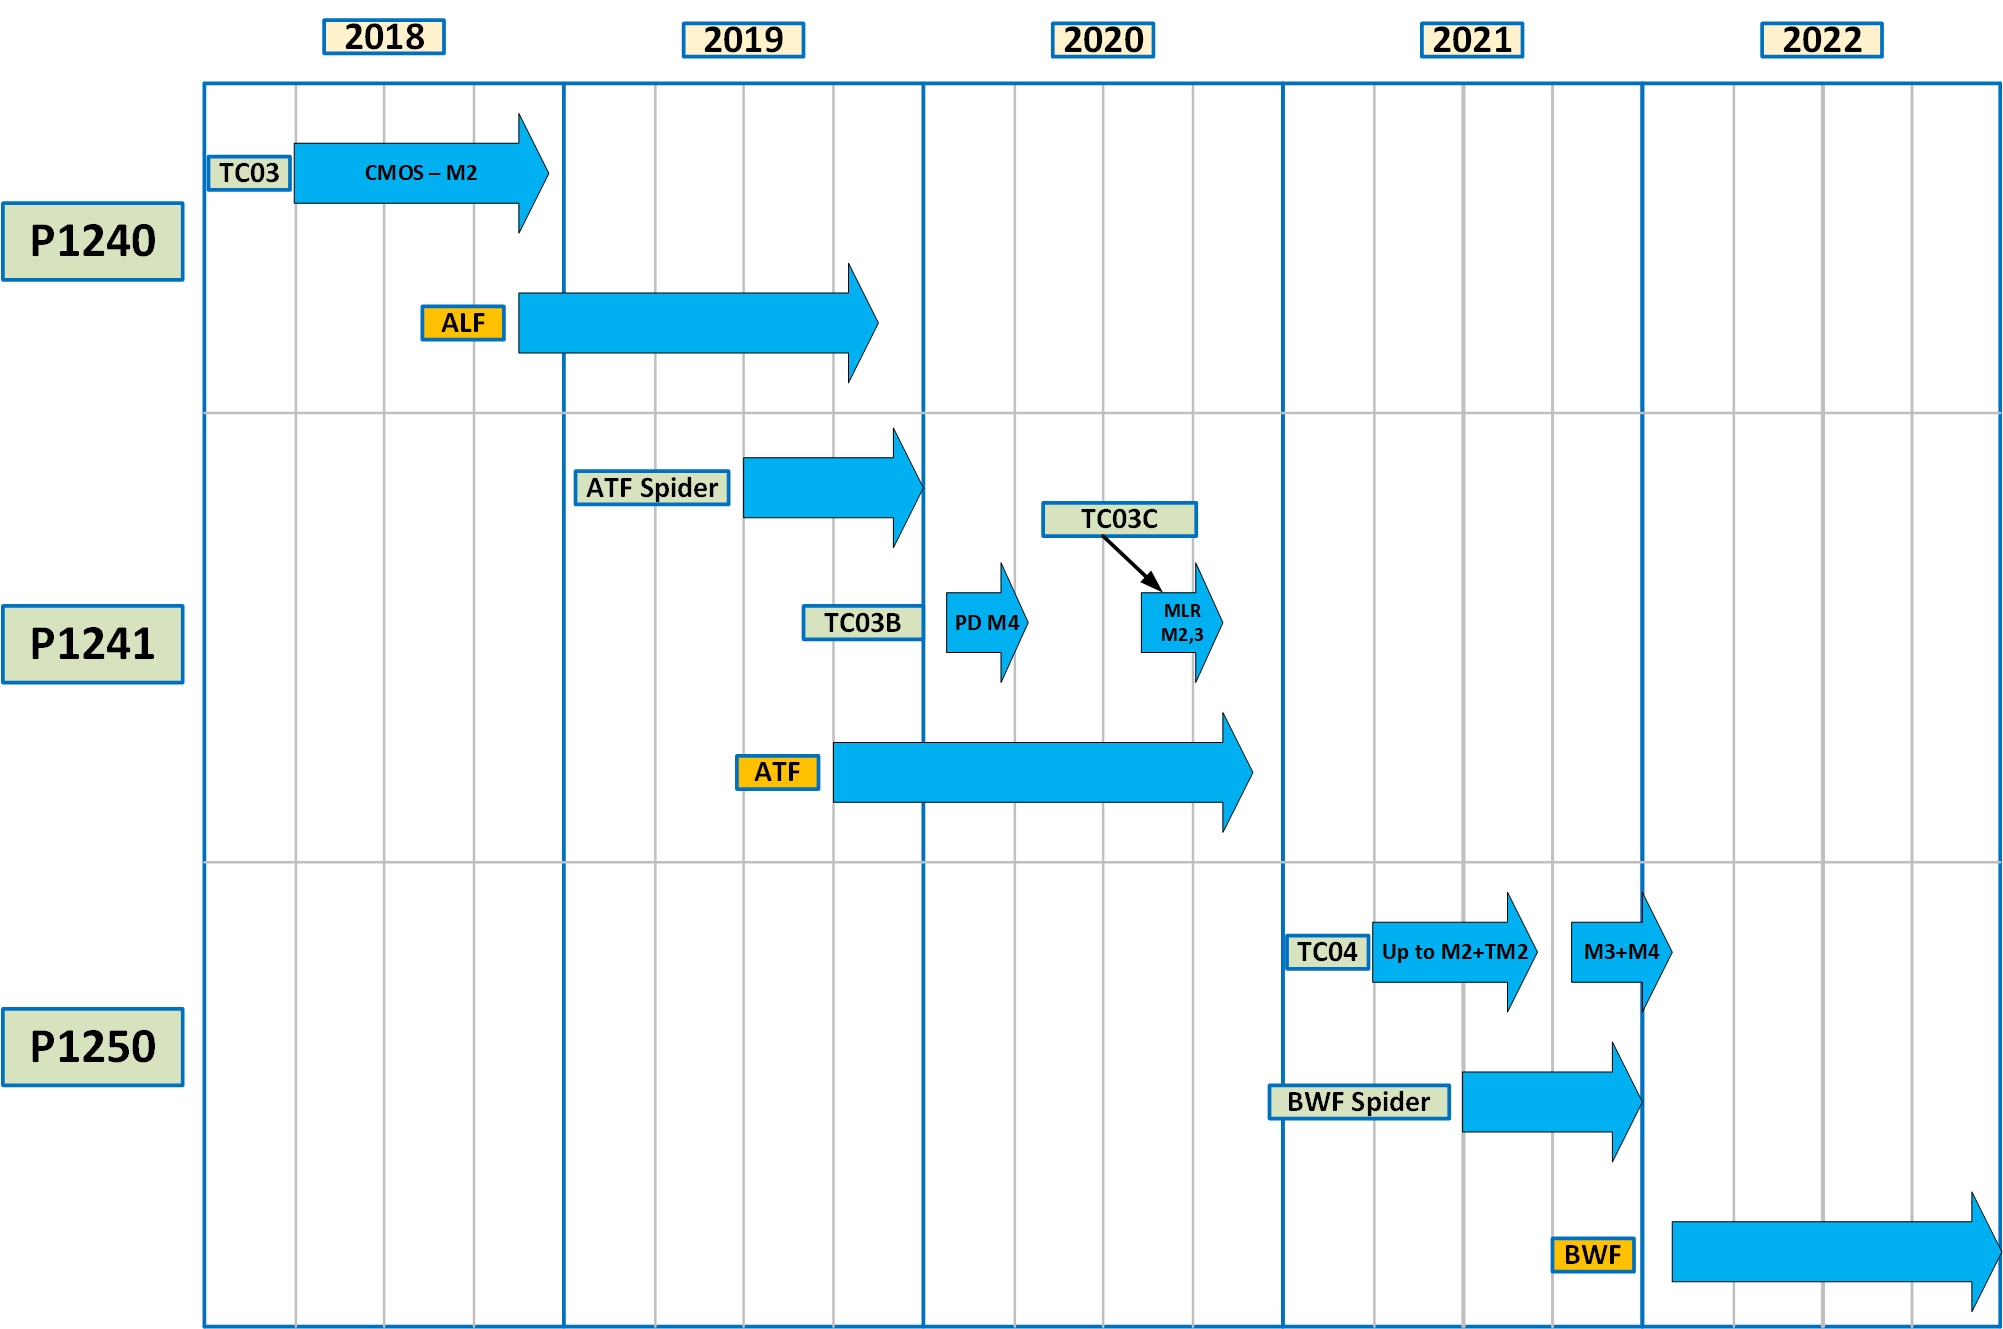 2018
2019
2020
2021
2022
P1240
TC03
CMOS – M2
ALF
P1241
ATF Spider
TC03C
TC03B
PD M4
MLR
M2,3
ATF
P1250
TC04
Up to M2+TM2
M3+M4
BWF Spider
BWF